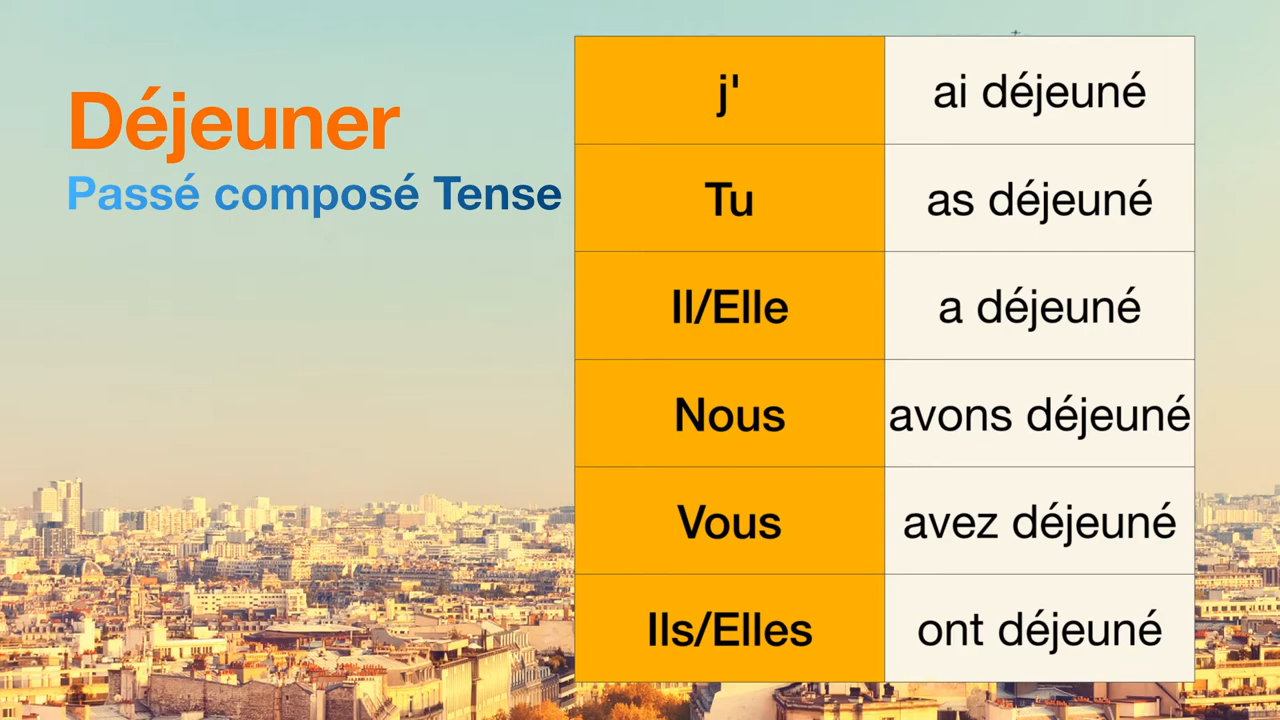 Déjeuner
Passé composé Tense
j' ai déjeuné
Tu as déjeuné
Il/Elle a déjeuné
Nous avons déjeuné
Vous avez déjeuné
Ils/Elles ont déjeuné